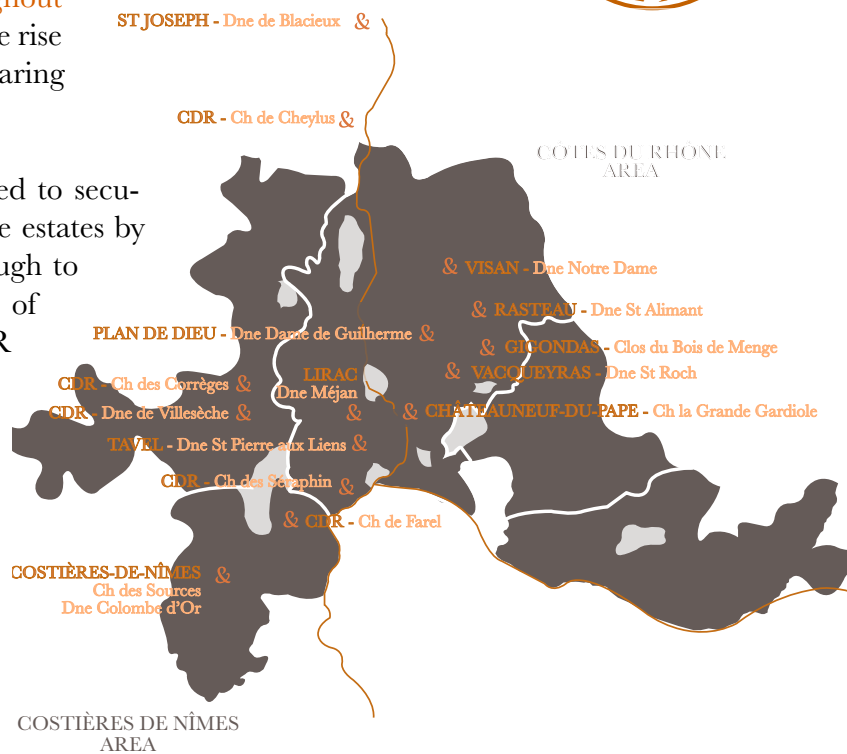 ghout
e rise
aring
ed to secu-
e estates by
ugh to
of
R
ST JOSEPH - Dne de Blacieux &
CDR - Ch de Cheylus &
CÔTES DU RHÔNE
AREA
& VISAN - Dne Notre Dame
& RASTEAU - Dne St Alimant
PLAN DE DIEU - Dne Dame de Guilherme &
& GIGONDAS - Clos du Bois de Menge
& VACQUEYRAS - Dne St Roch
CDR - Ch des Corrèges &
LIRAC
Dne Méjan
&
CDR - Dne de Villesèche &
& CHÂTEAUNEUF-DU-PAPE - Ch la Grande Gardiole
TAVEL - Dne St Pierre aux Liens &
CDR - Ch des Séraphin &
& CDR - Ch de Farel
COSTIÈRES-DE-NÎMES &
Ch des Sources
Dne Colombe d'Or
COSTIÈRES DE NÎMES
AREA